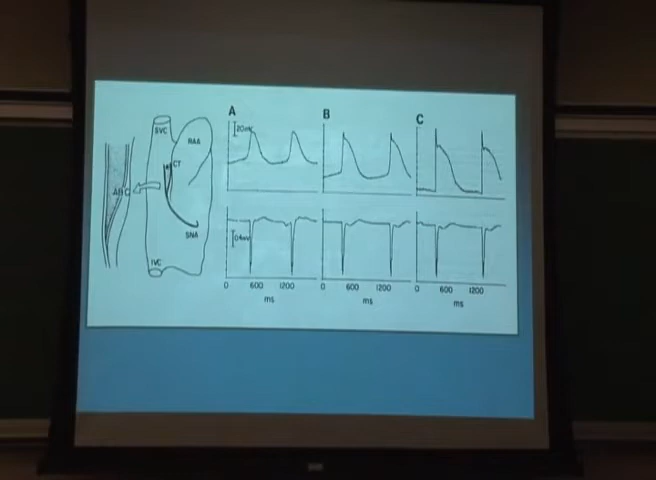 SVC
RAA
CT
A B C
SNA
IVC
A
20mV
0 600 1200
ms
B
0 600 1200
ms
C
0 600 1200
ms